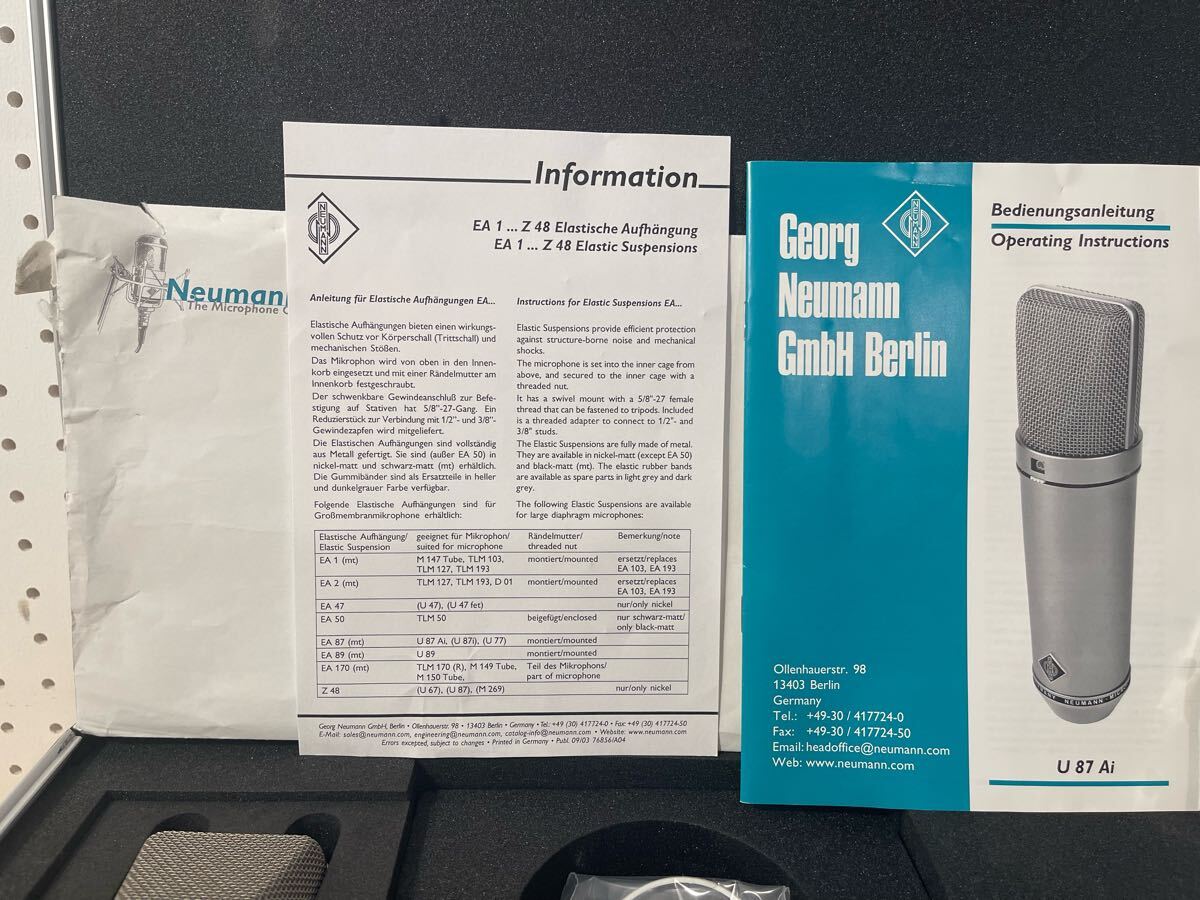 Neuman
The Microphone C
Information
NEUMANN
EA 1 ... Z 48 Elastische Aufhängung
EA 1 ... Z 48 Elastic Suspensions
Anleitung für Elastische Aufhängungen EA...
Elastische Aufhängungen bieten einen wirkungs-
vollen Schutz vor Körperschall (Trittschall) und
mechanischen Stößen.
Das Mikrophon wird von oben in den Innen-
korb eingesetzt und mit einer Rändelmutter am
Innenkorb festgeschraubt.
Der schwenkbare Gewindeanschluß zur Befe-
stigung auf Stativen hat 5/8"-27-Gang. Ein
Reduzierstück zur Verbindung mit 1/2"- und 3/8"-
Gewindezapfen wird mitgeliefert.
Die Elastischen Aufhängungen sind vollständig
aus Metall gefertigt. Sie sind (außer EA 50) in
nickel-matt und schwarz-matt (mt) erhältlich.
Die Gummibänder sind als Ersatzteile in heller
und dunkelgrauer Farbe verfügbar.
Folgende Elastische Aufhängungen sind für
Großmembranmikrophone erhältlich:
Instructions for Elastic Suspensions EA...
Elastic Suspensions provide efficient protection
against structure-borne noise and mechanical
shocks.
The microphone is set into the inner cage from
above, and secured to the inner cage with a
threaded nut.
It has a swivel mount with a 5/8"-27 female
thread that can be fastened to tripods. Included
is a threaded adapter to connect to 1/2"- and
3/8" studs.
The Elastic Suspensions are fully made of metal.
They are available in nickel-matt (except EA 50)
and black-matt (mt). The elastic rubber bands
are available as spare parts in light grey and dark
grey.
The following Elastic Suspensions are available
for large diaphragm microphones:
Elastische Aufhängung/ geeignet für Mikrophon/ Rändelmutter/ Bemerkung/note
Elastic Suspension suited for microphone threaded nut
EA 1 (mt) M 147 Tube, TLM 103, montiert/mounted ersetzt/replaces
TLM 127, TLM 193 EA 103, EA 193
EA 2 (mt) TLM 127, TLM 193, D 01 montiert/mounted ersetzt/replaces
EA 103, EA 193
EA 47 (U 47), (U 47 fet) nur/only nickel
EA 50 TLM 50 beigefügt/enclosed nur schwarz-matt/
only black-matt
EA 87 (mt) U 87 Ai, (U 87i), (U 77) montiert/mounted
EA 89 (mt) U 89 montiert/mounted
EA 170 (mt) TLM 170 (R), M 149 Tube, Teil des Mikrophons/
M 150 Tube, part of microphone
Z 48 (U 67), (U 87), (M 269) nur/only nickel
Georg Neumann GmbH, Berlin • Ollenhauerstr. 98 • 13403 Berlin • Germany • Tel.: +49 (30) 417724-0 • Fax: +49 (30) 417724-50
E-Mail: sales@neumann.com, engineering@neumann.com, catalog-info@neumann.com • Website: www.neumann.com
Errors excepted, subject to changes • Printed in Germany • Publ. 09/03 76856/A04
NEUMANN
Georg
Neumann
GmbH Berlin
Ollenhauerstr. 98
13403 Berlin
Germany
Tel.: +49-30 / 417724-0
Fax: +49-30 / 417724-50
Email: headoffice@neumann.com
Web: www.neumann.com
Bedienungsanleitung
Operating Instructions
NEUMANN
U 87 Ai